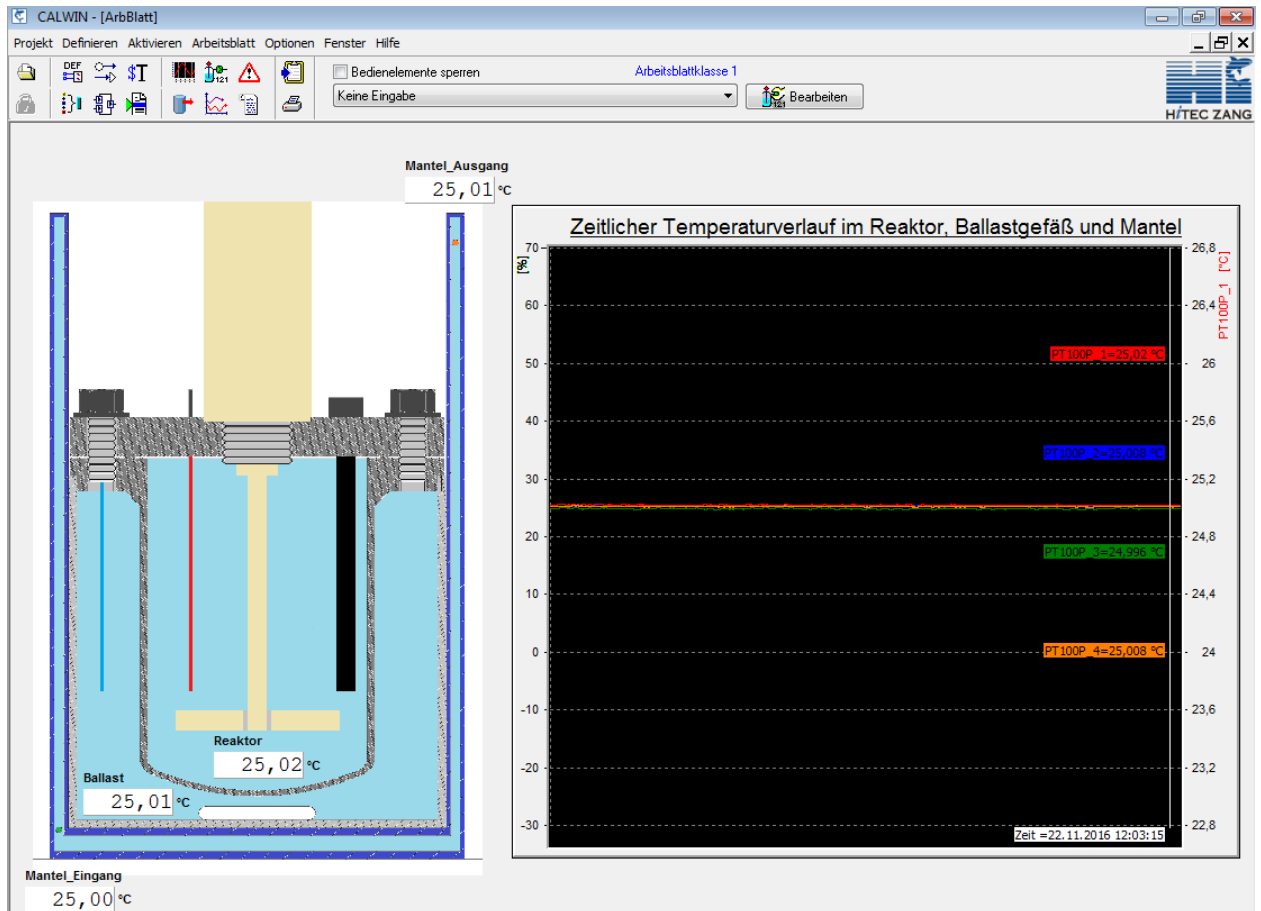 CALWIN - [ArbBlatt]
Projekt Definieren Aktivieren Arbeitsblatt Optionen Fenster Hilfe
DEF
$T
121
Bedienelemente sperren
Arbeitsblattklasse 1
Keine Eingabe
121
Bearbeiten
HiTEC ZANG
Mantel_Ausgang
25,01 °C
Reaktor
25,02 °C
Ballast
25,01 °C
Mantel_Eingang
25,00 °C
Zeitlicher Temperaturverlauf im Reaktor, Ballastgefäß und Mantel
[%]
70
60
50
40
30
20
10
0
-10
-20
-30
PT100P_1=25,02 °C
PT100P_2=25,008 °C
PT100P_3=24,996 °C
PT100P_4=25,008 °C
Zeit =22.11.2016 12:03:15
26,8
26,4
26
25,6
25,2
24,8
24,4
24
23,6
23,2
22,8
PT100P_1 [°C]